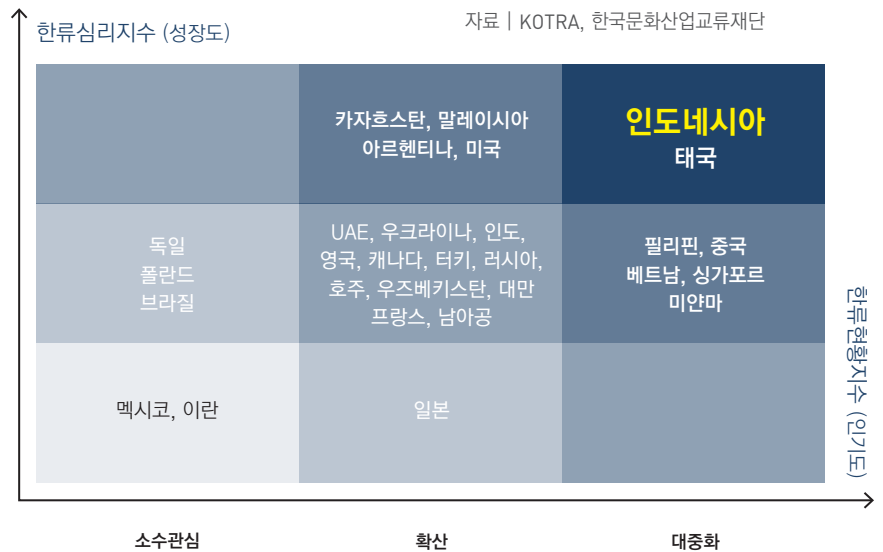 한류심리지수 (성장도)
자료 | KOTRA, 한국문화산업교류재단
카자흐스탄, 말레이시아
아르헨티나, 미국
인도네시아
태국
독일
폴란드
브라질
UAE, 우크라이나, 인도,
영국, 캐나다, 터키, 러시아,
호주, 우즈베키스탄, 대만
프랑스, 남아공
필리핀, 중국
베트남, 싱가포르
미얀마
멕시코, 이란
일본
한류현황지수 (인기도)
소수관심
확산
대중화